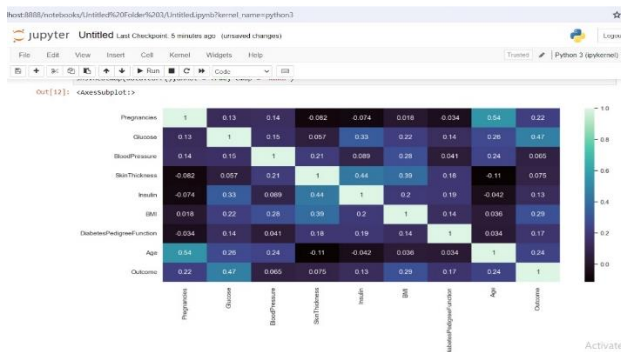 lhost:8888/notebooks/Untitled%20Folder%203/Untitled.ipynb?kernel_name=python3
jupyter Untitled Last Checkpoint: 5 minutes ago (unsaved changes)
Logou
File Edit View Insert Cell Kernel Widgets Help
Trusted Python 3 (ipykernel)
Run Code
Out[12]: <AxesSubplot:>
Pregnancies 1 0.13 0.14 -0.082 -0.074 0.018 -0.034 0.54 0.22
Glucose 0.13 1 0.15 0.057 0.33 0.22 0.14 0.26 0.47
BloodPressure 0.14 0.15 1 0.21 0.089 0.28 0.041 0.24 0.065
SkinThickness -0.082 0.057 0.21 1 0.44 0.39 0.18 -0.11 0.075
Insulin -0.074 0.33 0.089 0.44 1 0.2 0.19 -0.042 0.13
BMI 0.018 0.22 0.28 0.39 0.2 1 0.14 0.036 0.29
DiabetesPedigreeFunction -0.034 0.14 0.041 0.18 0.19 0.14 1 0.034 0.17
Age 0.54 0.26 0.24 -0.11 -0.042 0.036 0.034 1 0.24
Outcome 0.22 0.47 0.065 0.075 0.13 0.29 0.17 0.24 1
Pregnancies
Glucose
BloodPressure
SkinThickness
Insulin
BMI
DiabetesPedigreeFunction
Age
Outcome
1.0
0.8
0.6
0.4
0.2
0.0
Activate